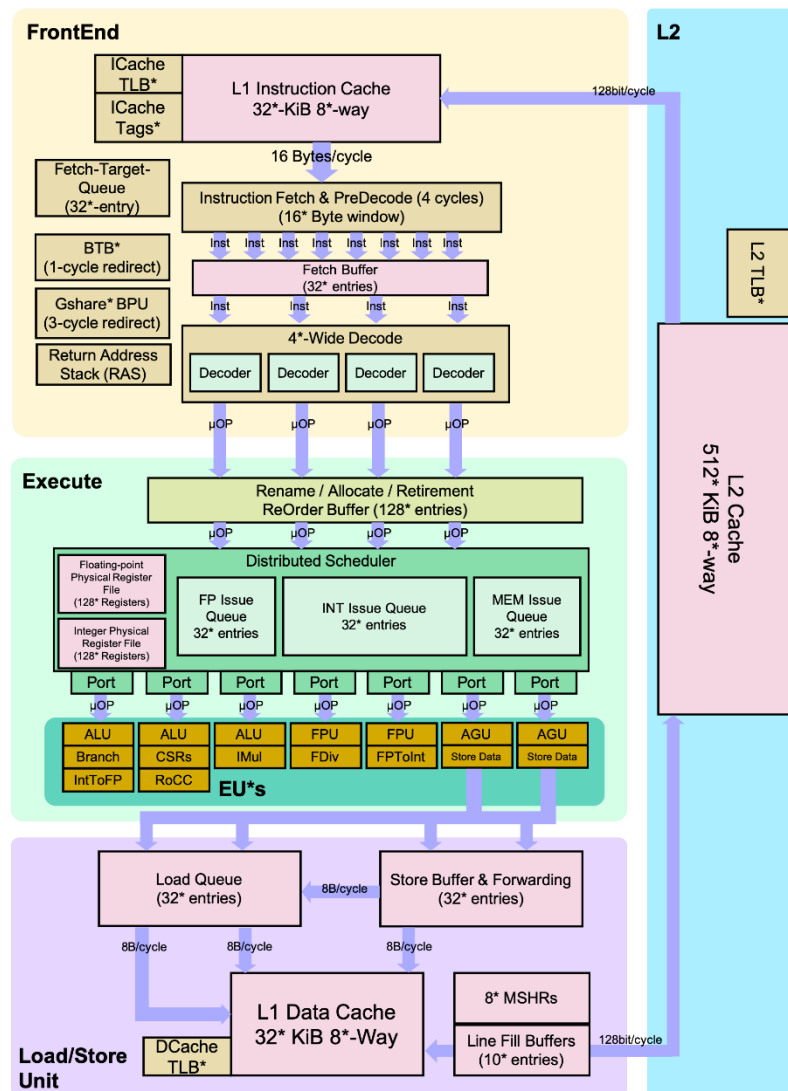 FrontEnd
L2
ICache
TLB*
ICache
Tags*
L1 Instruction Cache
32*-KiB 8*-way
128bit/cycle
16 Bytes/cycle
Fetch-Target-
Queue
(32*-entry)
Instruction Fetch & PreDecode (4 cycles)
(16* Byte window)
Inst Inst Inst Inst Inst Inst Inst Inst
BTB*
(1-cycle redirect)
Fetch Buffer
(32* entries)
Gshare* BPU
(3-cycle redirect)
Inst Inst Inst Inst
Return Address
Stack (RAS)
4*-Wide Decode
Decoder Decoder Decoder Decoder
µOP µOP µOP µOP
L2 TLB*
L2 Cache
512* KiB 8*-way
Execute
Rename / Allocate / Retirement
ReOrder Buffer (128* entries)
µOP µOP µOP µOP
Distributed Scheduler
Floating-point
Physical Register
File
(128* Registers)
Integer Physical
Register File
(128* Registers)
FP Issue
Queue
32* entries
INT Issue Queue
32* entries
MEM Issue
Queue
32* entries
Port Port Port Port Port Port Port
µOP µOP µOP µOP µOP µOP µOP
ALU ALU ALU FPU FPU AGU AGU
Branch CSRs IMul FDiv FPToInt Store Data Store Data
IntToFP RoCC
EU*s
Load Queue
(32* entries)
8B/cycle
Store Buffer & Forwarding
(32* entries)
8B/cycle 8B/cycle 8B/cycle
L1 Data Cache
32* KiB 8*-Way
8* MSHRs
Line Fill Buffers
(10* entries)
128bit/cycle
DCache
TLB*
Load/Store
Unit